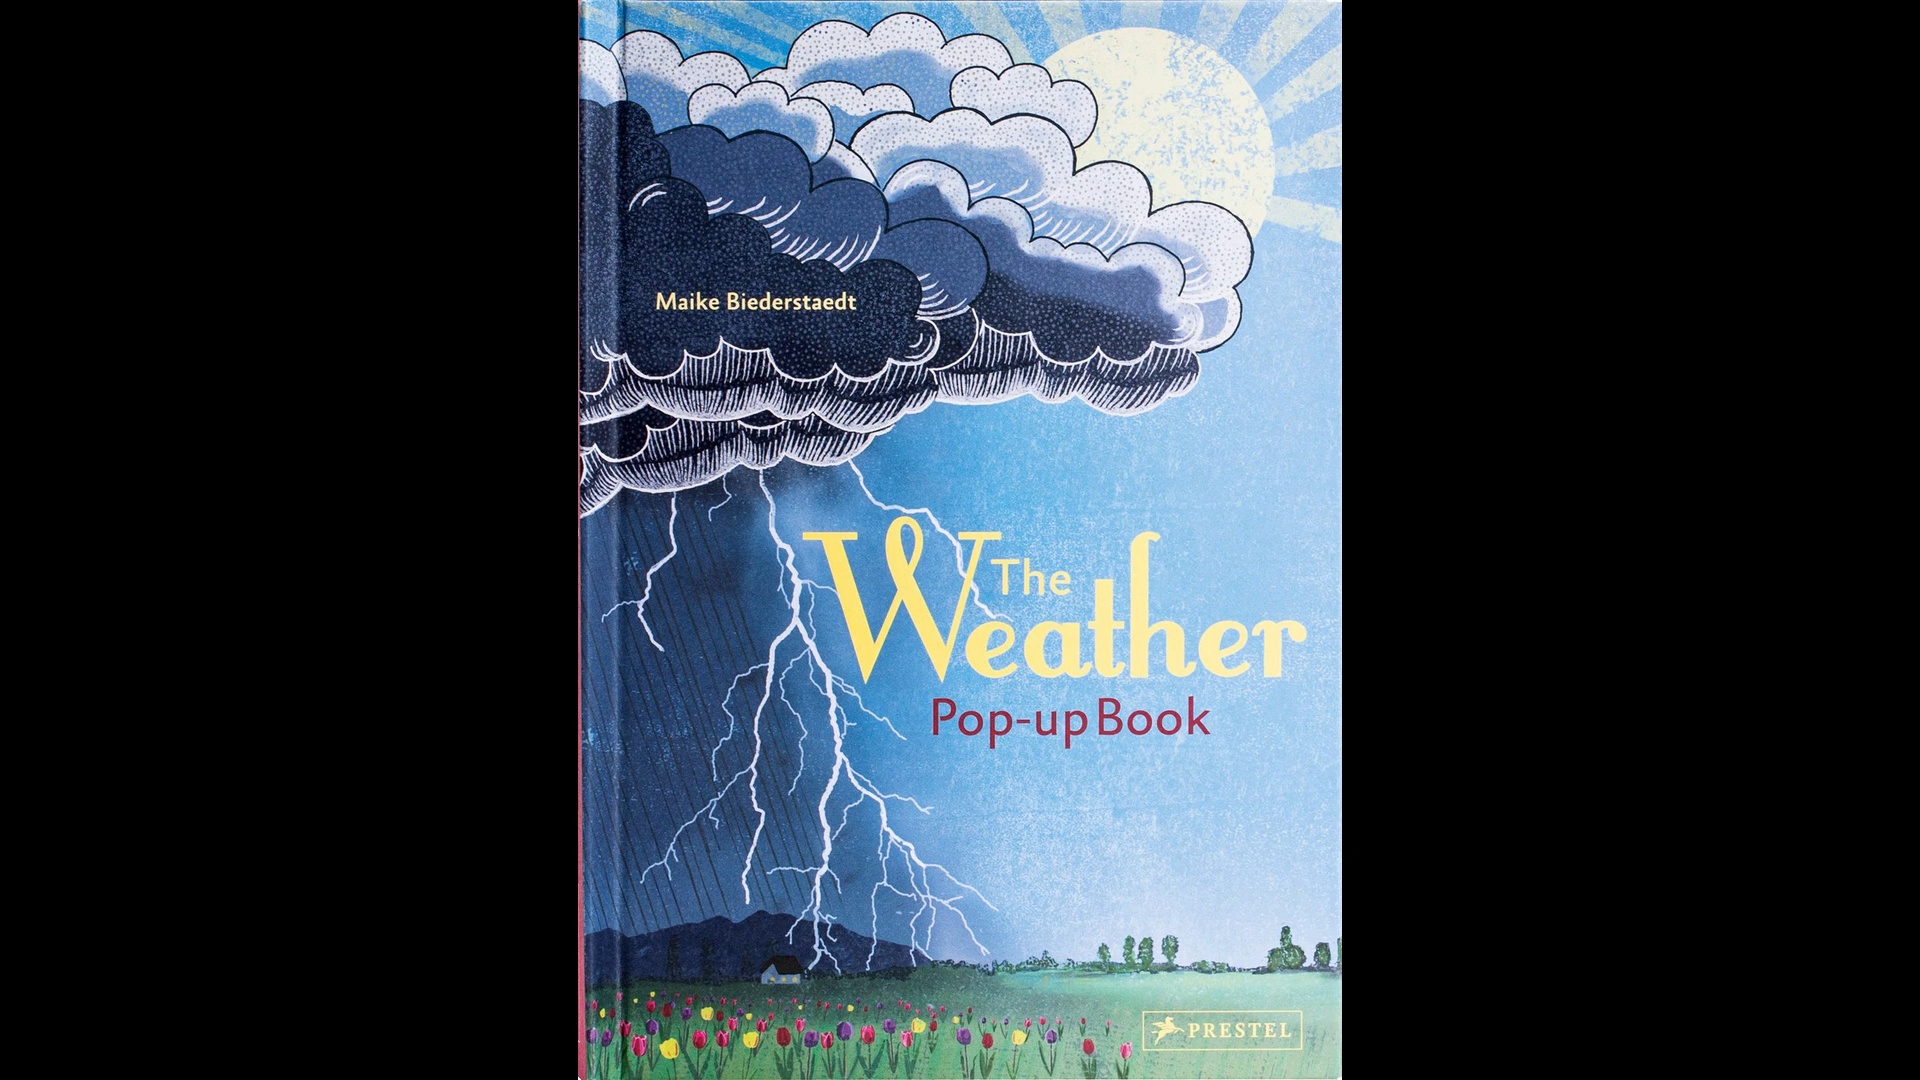 Maike Biederstaedt
The
Weather
Pop-up Book
PRESTEL